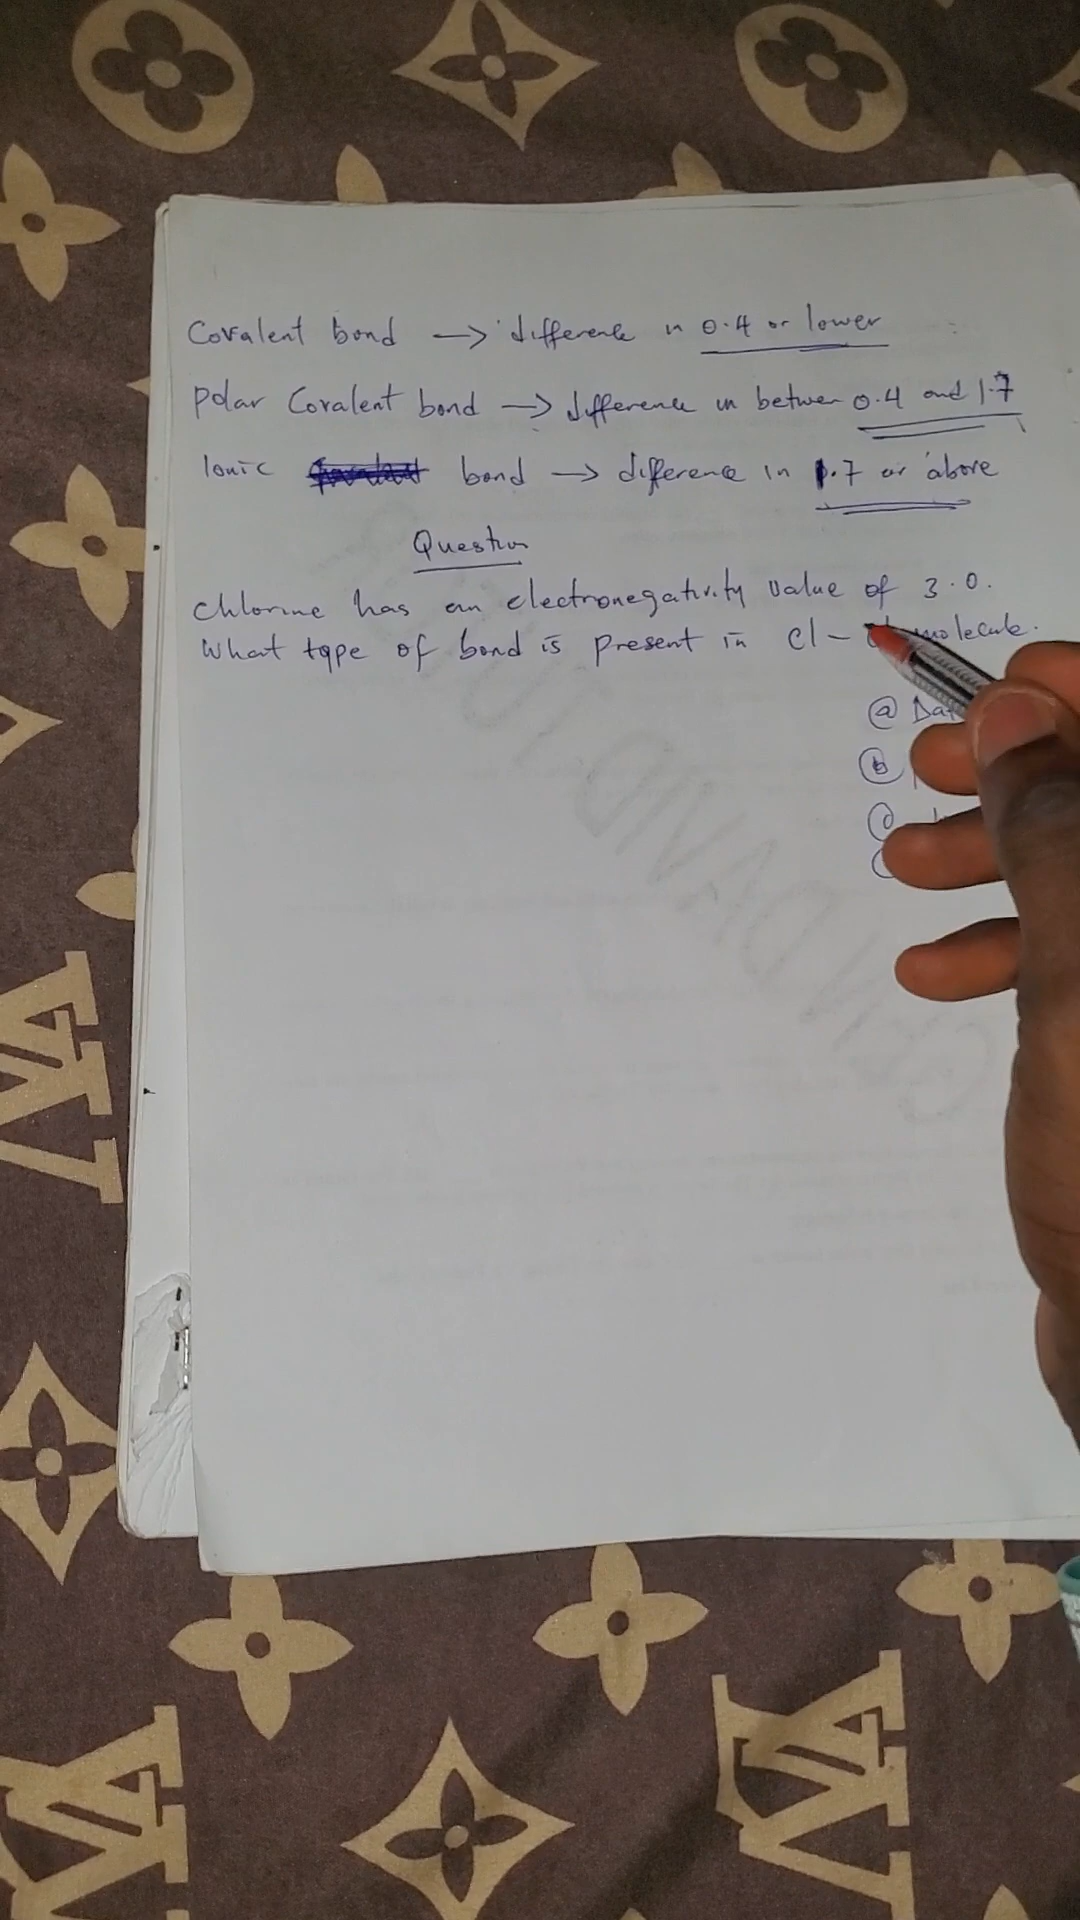 Covalent bond → difference in 0.4 or lower
Polar Covalent bond → difference in between 0.4 and 1.7
Ionic bond → difference in 1.7 or above
Question
Chlorine has an electronegativity value of 3.0.
What type of bond is present in Cl - molecule.
@
(b)